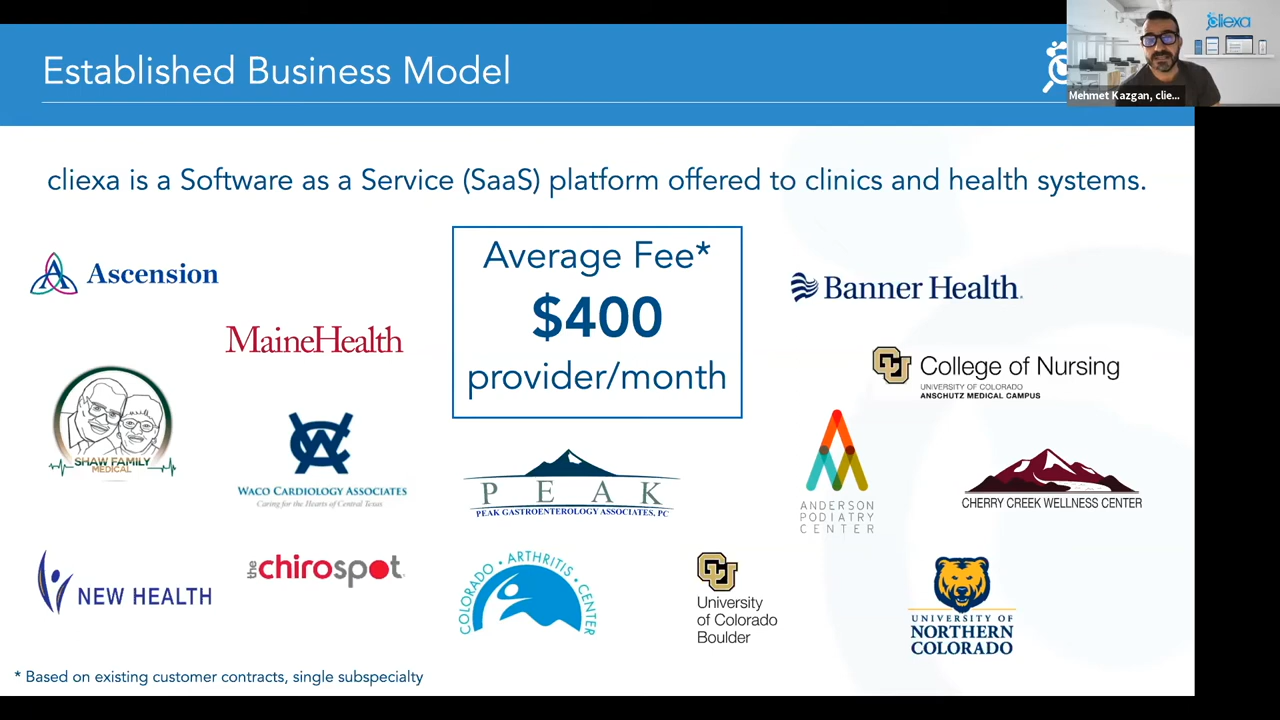 Established Business Model
cliexa
Mehmet Kazgan, clie...
cliexa is a Software as a Service (SaaS) platform offered to clinics and health systems.
Average Fee*
$400
provider/month
Ascension
MaineHealth
Banner Health.
CU
College of Nursing
UNIVERSITY OF COLORADO
ANSCHUTZ MEDICAL CAMPUS
SHAW FAMILY
MEDICAL
WACO CARDIOLOGY ASSOCIATES
Caring for the Hearts of Central Texas
PEAK
PEAK GASTROENTEROLOGY ASSOCIATES, PC
ANDERSON
PODIATRY
CENTER
CHERRY CREEK WELLNESS CENTER
NEW HEALTH
the chirospot
COLORADO • ARTHRITIS • CENTER
CU
University
of Colorado
Boulder
UNIVERSITY OF
NORTHERN
COLORADO
* Based on existing customer contracts, single subspecialty